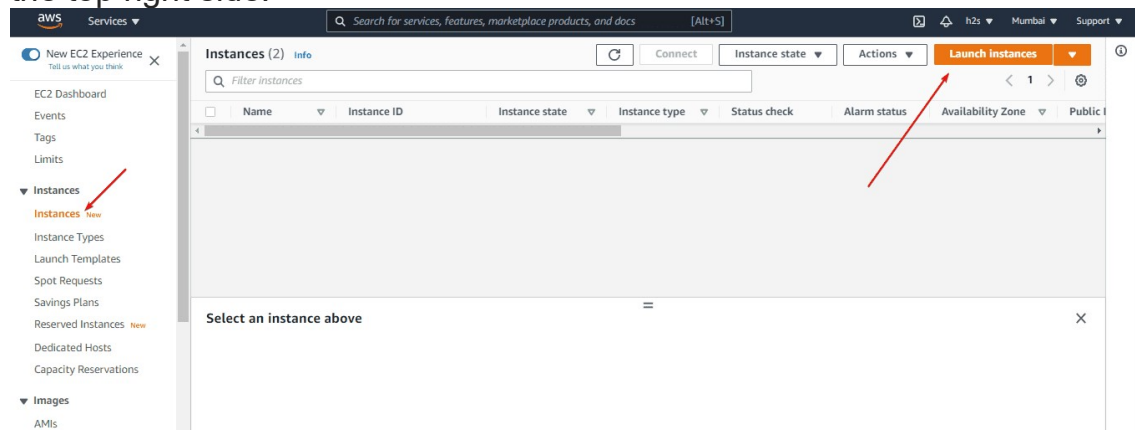 the top right side.
aws Services ▼ Search for services, features, marketplace products, and docs [Alt+S] h2s ▼ Mumbai ▼ Support ▼
New EC2 Experience
Tell us what you think
EC2 Dashboard
Events
Tags
Limits
Instances
Instances New
Instance Types
Launch Templates
Spot Requests
Savings Plans
Reserved Instances New
Dedicated Hosts
Capacity Reservations
Images
AMIs
Instances (2) Info Connect Instance state ▼ Actions ▼ Launch instances ▼
Filter instances < 1 >
Name Instance ID Instance state Instance type Status check Alarm status Availability Zone Public I
Select an instance above